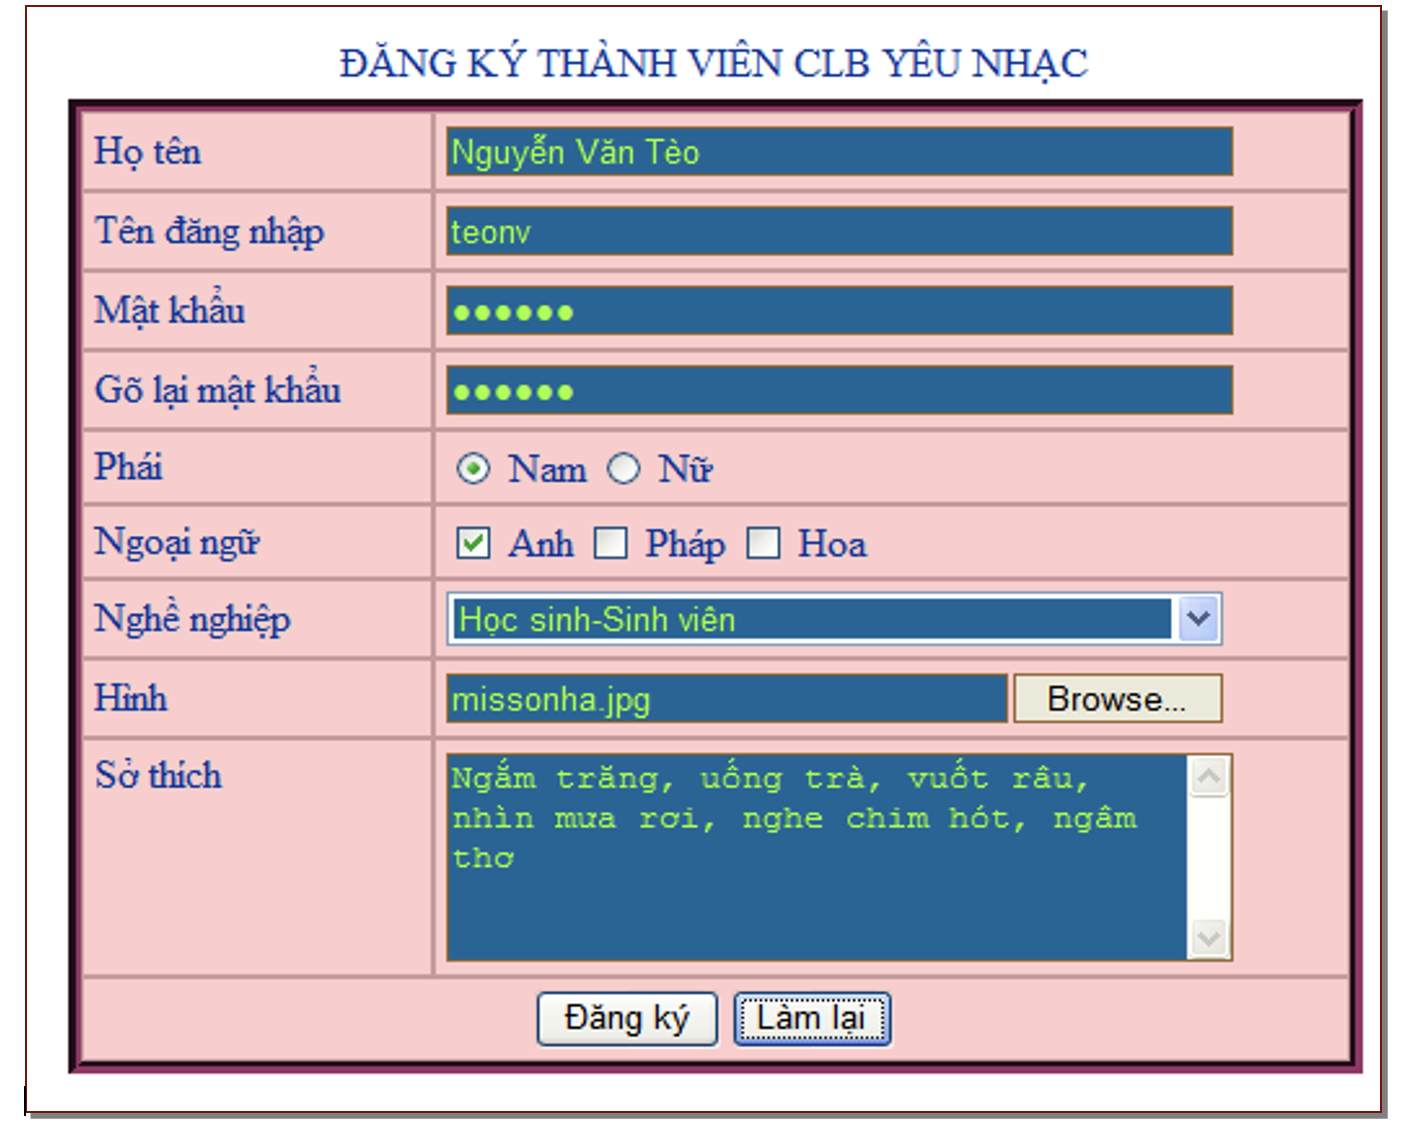 ĐĂNG KÝ THÀNH VIÊN CLB YÊU NHẠC
Họ tên Nguyễn Văn Tèo
Tên đăng nhập teonv
Mật khẩu ●●●●●●
Gõ lại mật khẩu ●●●●●●
Phái Nam Nữ
Ngoại ngữ Anh Pháp Hoa
Nghề nghiệp Học sinh-Sinh viên
Hình missonha.jpg Browse...
Sở thích Ngắm trăng, uống trà, vuốt râu,
nhìn mưa rơi, nghe chim hót, ngâm
thơ
Đăng ký Làm lại